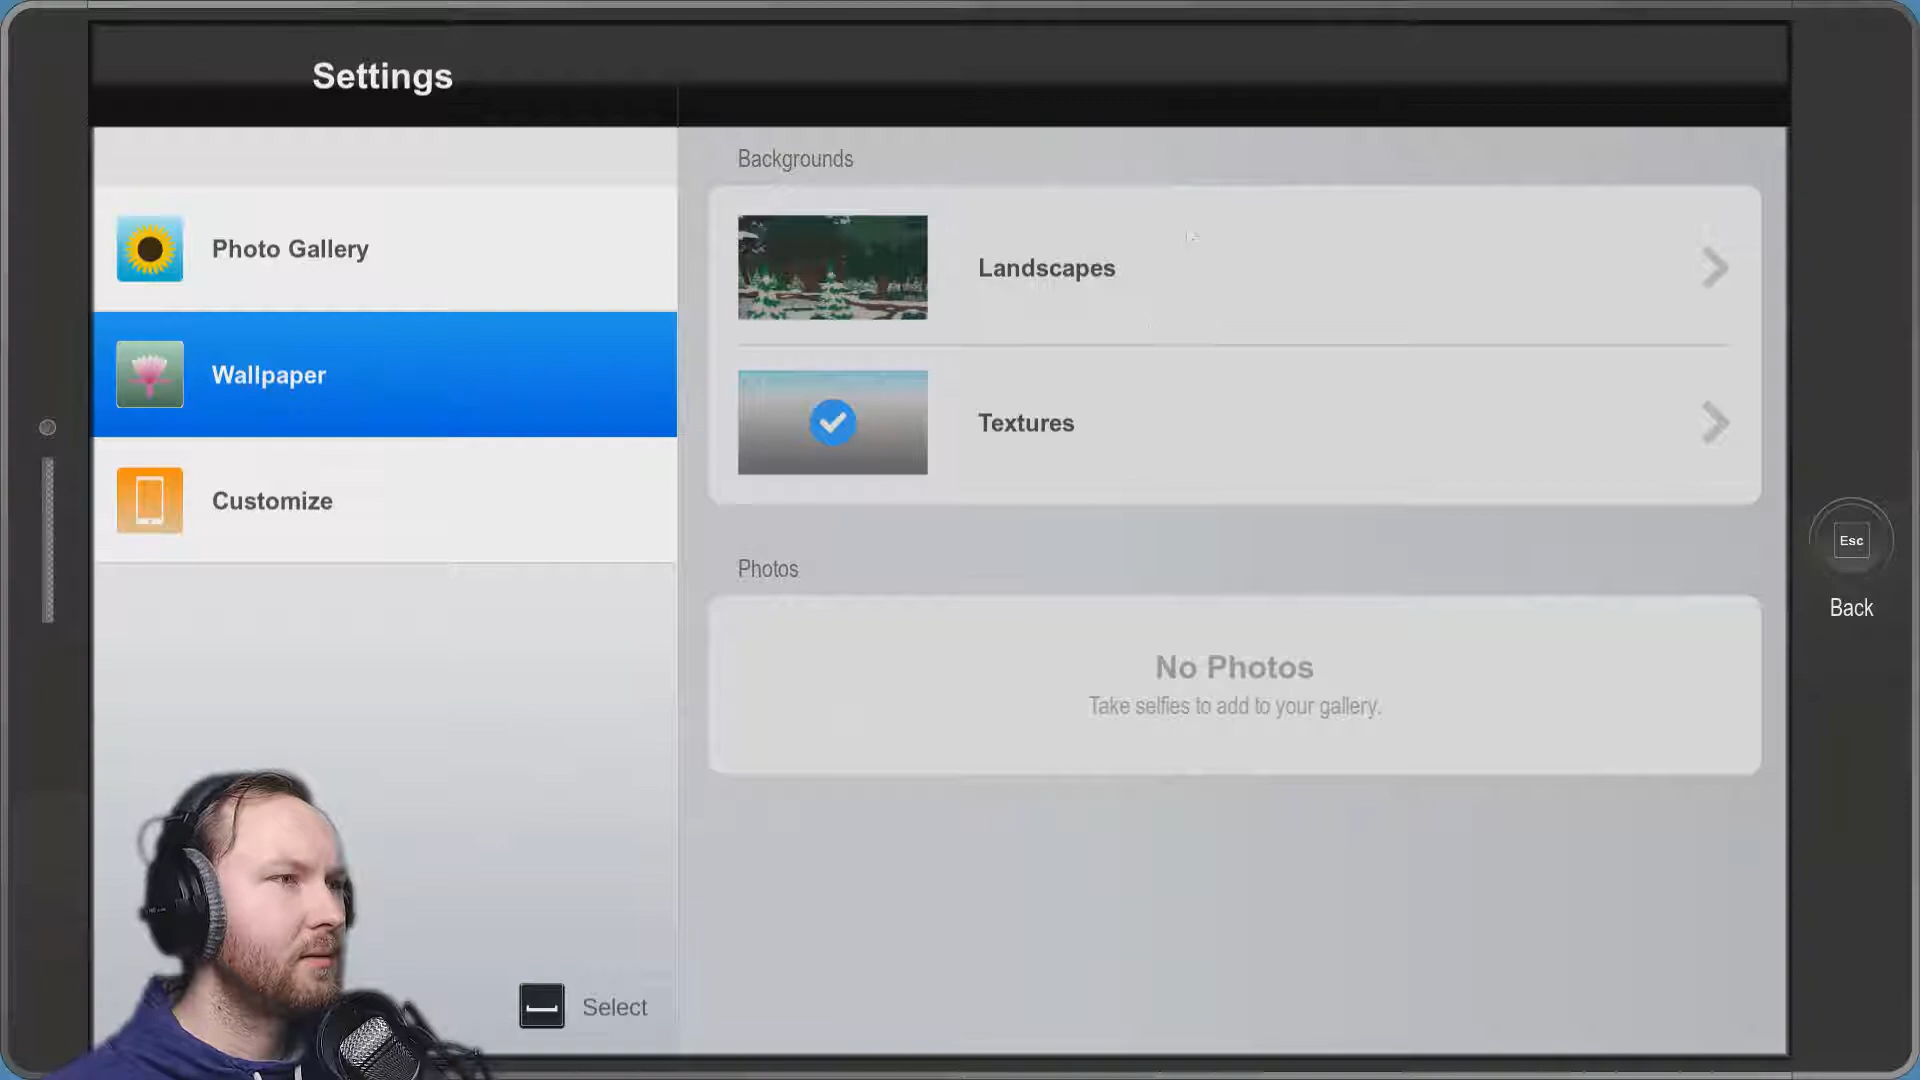 Settings
Photo Gallery
Wallpaper
Customize
Select
Backgrounds
Landscapes
Textures
Photos
No Photos
Take selfies to add to your gallery.
Esc
Back